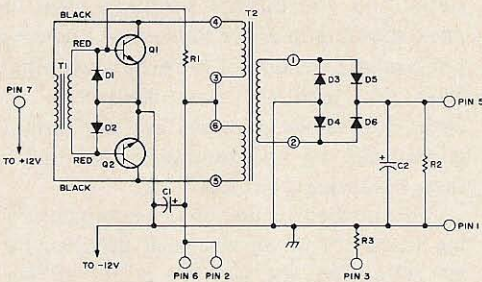 BLACK
T2
4
Q1
RED
R1
1
T1
D1
3
D3
D5
PIN 7
6
PIN 5
D2
D4
D6
TO +12V
RED
2
C2
R2
Q2
+
BLACK
5
C1
+
PIN 1
R3
TO -12V
PIN 6
PIN 2
PIN 3